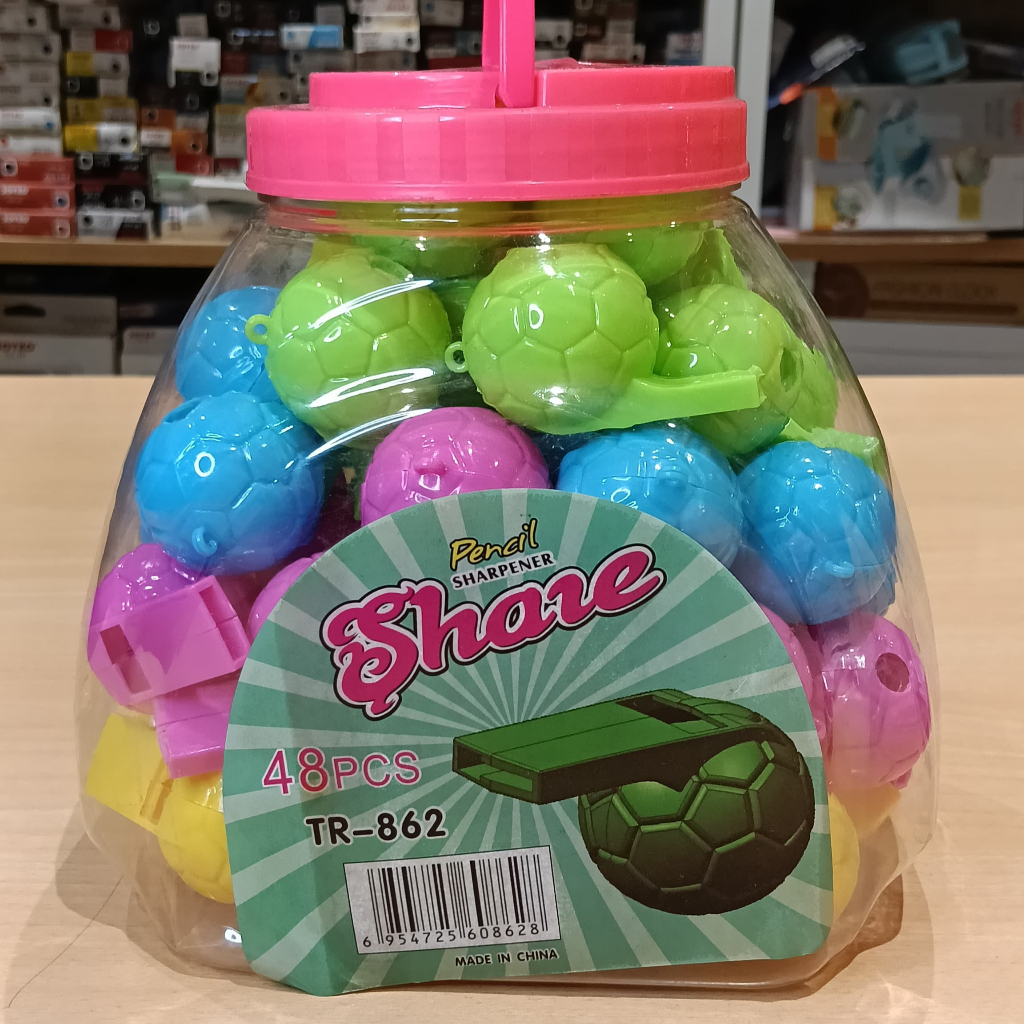 Pencil
SHARPENER
Share
48PCS
TR-862
6 954725 608628
MADE IN CHINA